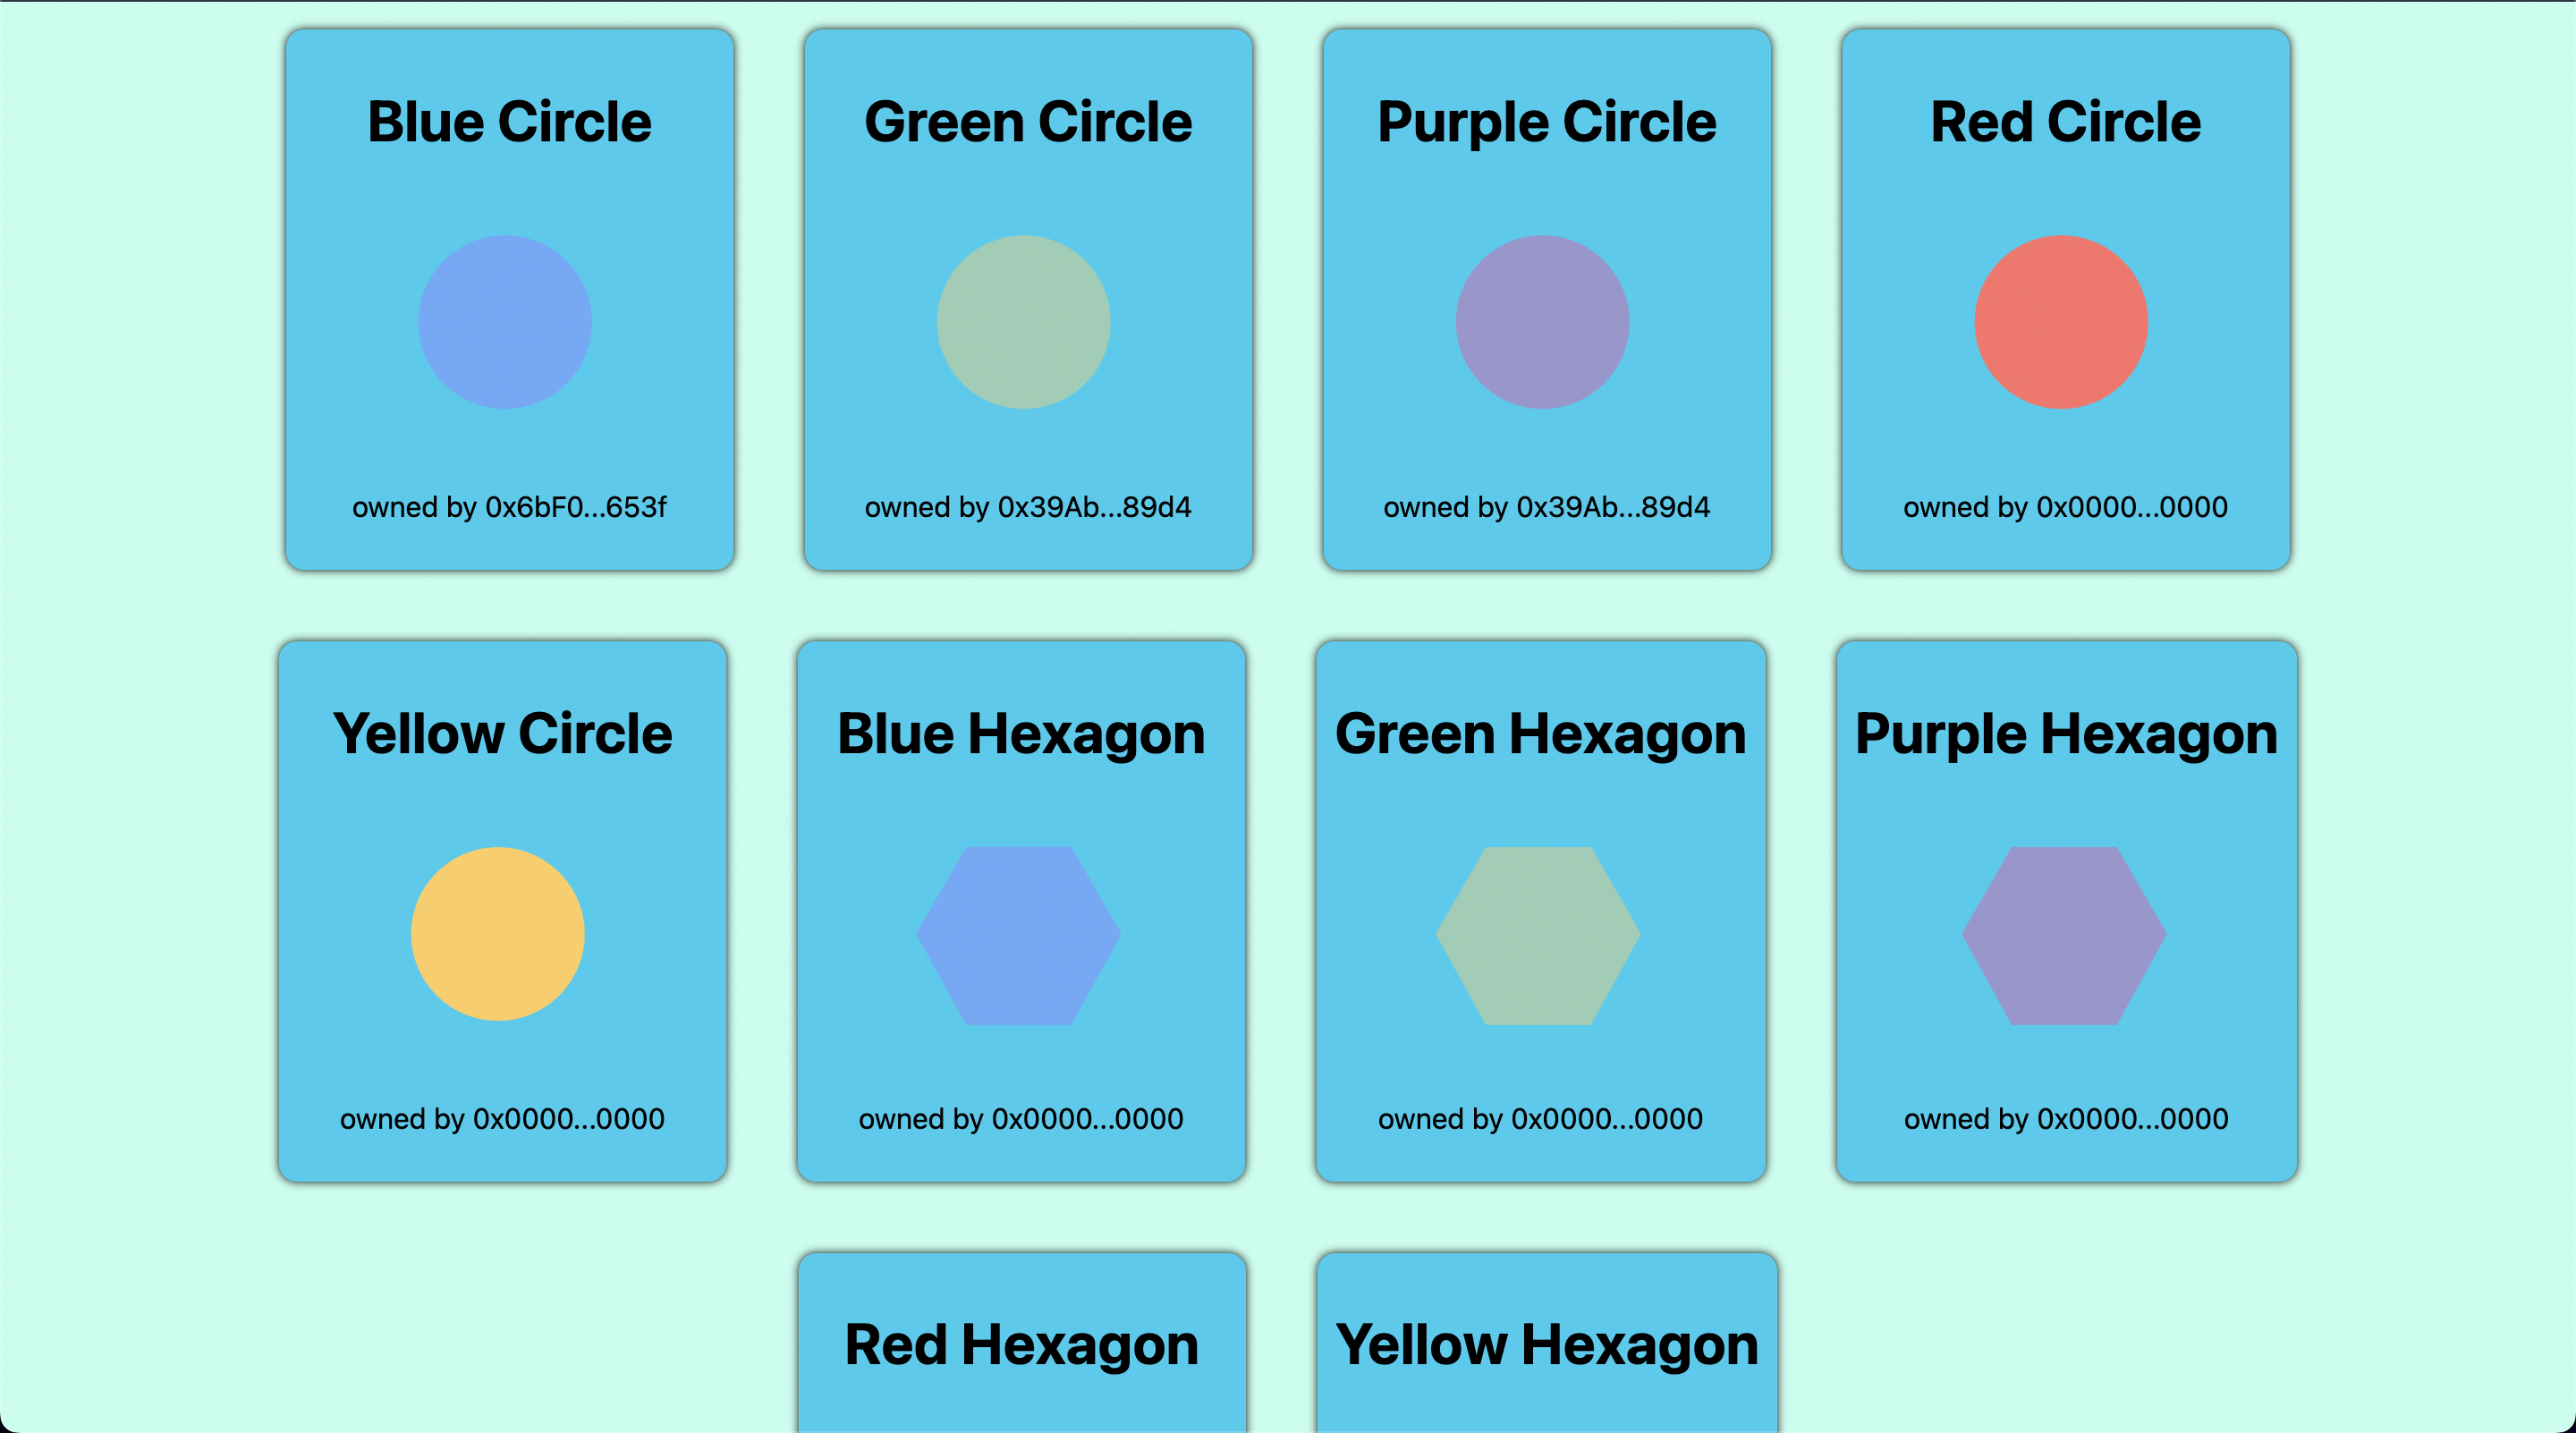 Blue Circle
owned by 0x6bF0...653f
Green Circle
owned by 0x39Ab...89d4
Purple Circle
owned by 0x39Ab...89d4
Red Circle
owned by 0x0000...0000
Yellow Circle
owned by 0x0000...0000
Blue Hexagon
owned by 0x0000...0000
Green Hexagon
owned by 0x0000...0000
Purple Hexagon
owned by 0x0000...0000
Red Hexagon
Yellow Hexagon